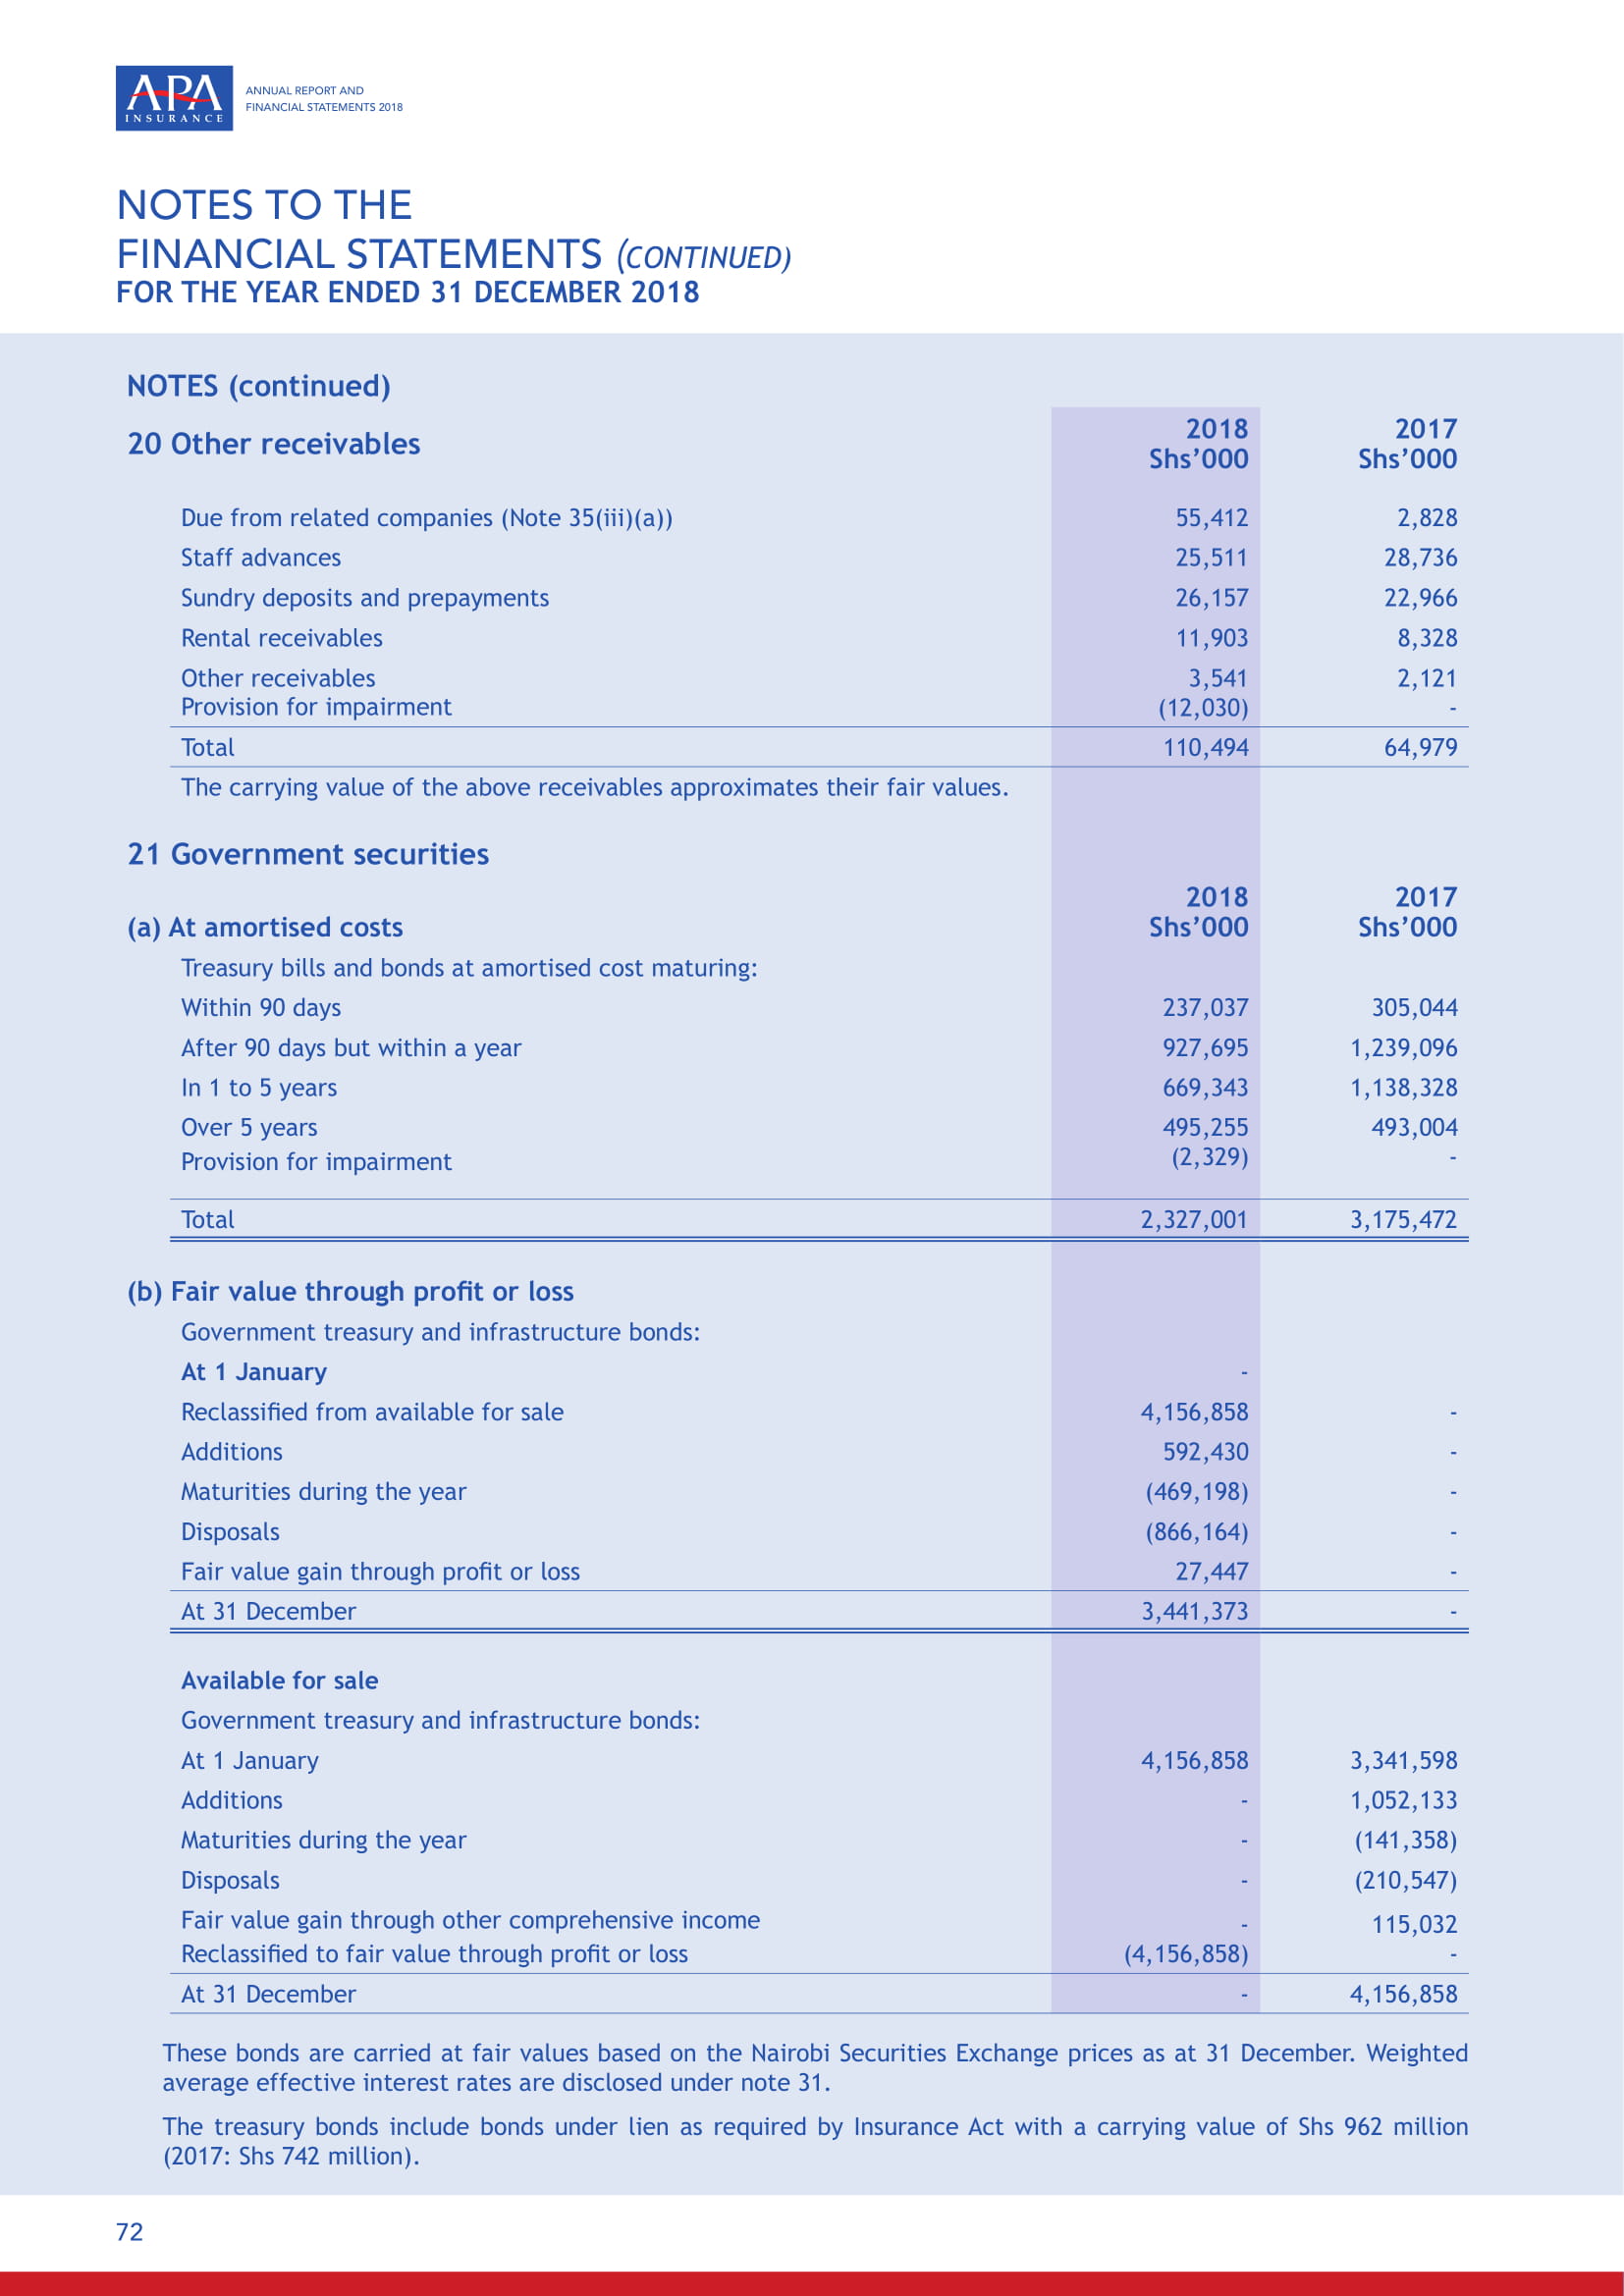 APA
INSURANCE
ANNUAL REPORT AND
FINANCIAL STATEMENTS 2018
NOTES TO THE
FINANCIAL STATEMENTS (CONTINUED)
FOR THE YEAR ENDED 31 DECEMBER 2018
NOTES (continued)
20 Other receivables 2018 2017
Shs’000 Shs’000
Due from related companies (Note 35(iii)(a)) 55,412 2,828
Staff advances 25,511 28,736
Sundry deposits and prepayments 26,157 22,966
Rental receivables 11,903 8,328
Other receivables 3,541 2,121
Provision for impairment (12,030) -
Total 110,494 64,979
The carrying value of the above receivables approximates their fair values.
21 Government securities
2018 2017
(a) At amortised costs Shs’000 Shs’000
Treasury bills and bonds at amortised cost maturing:
Within 90 days 237,037 305,044
After 90 days but within a year 927,695 1,239,096
In 1 to 5 years 669,343 1,138,328
Over 5 years 495,255 493,004
Provision for impairment (2,329) -
Total 2,327,001 3,175,472
(b) Fair value through profit or loss
Government treasury and infrastructure bonds:
At 1 January -
Reclassified from available for sale 4,156,858 -
Additions 592,430 -
Maturities during the year (469,198) -
Disposals (866,164) -
Fair value gain through profit or loss 27,447 -
At 31 December 3,441,373 -
Available for sale
Government treasury and infrastructure bonds:
At 1 January 4,156,858 3,341,598
Additions - 1,052,133
Maturities during the year - (141,358)
Disposals - (210,547)
Fair value gain through other comprehensive income - 115,032
Reclassified to fair value through profit or loss (4,156,858) -
At 31 December - 4,156,858
These bonds are carried at fair values based on the Nairobi Securities Exchange prices as at 31 December. Weighted
average effective interest rates are disclosed under note 31.
The treasury bonds include bonds under lien as required by Insurance Act with a carrying value of Shs 962 million
(2017: Shs 742 million).
72